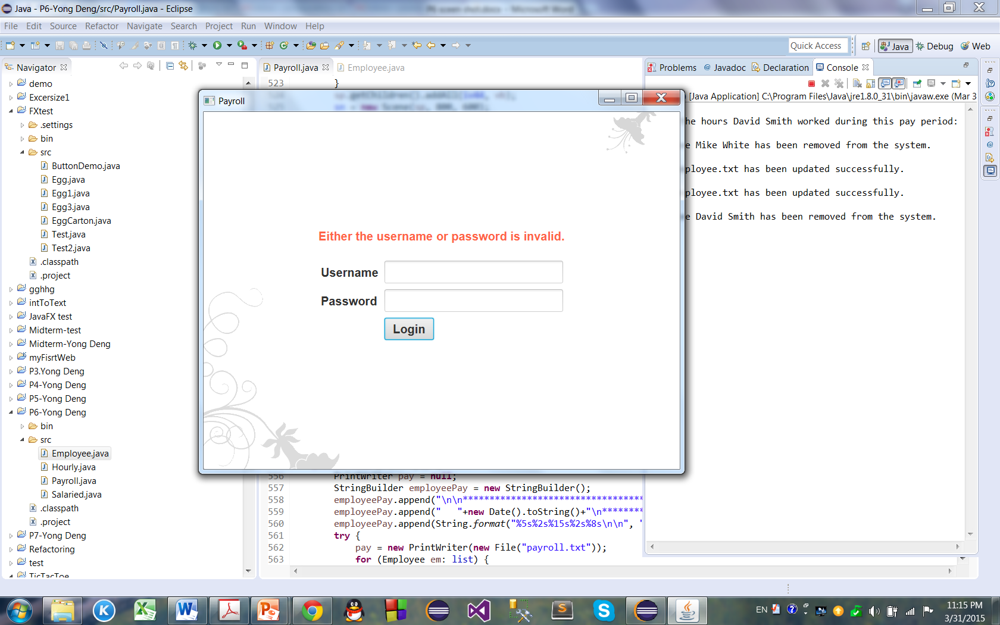 Java - P6-Yong Deng/src/Payroll.java - Eclipse
File Edit Source Refactor Navigate Search Project Run Window Help
Quick Access
Java
Debug
Web
Navigator
demo
Excersize1
FXtest
.settings
bin
src
ButtonDemo.java
Egg.java
Egg1.java
Egg3.java
EggCarton.java
Test.java
Test2.java
.classpath
.project
gghhg
intToText
JavaFX test
Midterm-test
Midterm-Yong Deng
myFisrtWeb
P3.Yong Deng
P4-Yong Deng
P5-Yong Deng
P6-Yong Deng
bin
src
Employee.java
Hourly.java
Payroll.java
Salaried.java
.classpath
.project
P7-Yong Deng
Refactoring
test
TicTacToe
Payroll.java Employee.java
523 }
Payroll
Either the username or password is invalid.
Username
Password
Login
556 PrintWriter pay = null;
557 StringBuilder employeePay = new StringBuilder();
558 employeePay.append("\n\n**********************************
559 employeePay.append("   "+new Date().toString()+"\n********
560 employeePay.append(String.format("%5s%2s%15s%2s%8s\n\n", "
561 try {
562 pay = new PrintWriter(new File("payroll.txt"));
563 for (Employee em: list) {
Problems @ Javadoc Declaration Console
[Java Application] C:\Program Files\Java\jre1.8.0_31\bin\javaw.exe (Mar 3
he hours David Smith worked during this pay period:
e Mike White has been removed from the system.
ployee.txt has been updated successfully.
ployee.txt has been updated successfully.
e David Smith has been removed from the system.
EN
11:15 PM
3/31/2015